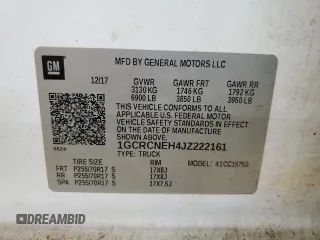 GM
MFD BY GENERAL MOTORS LLC
12/17 GVWR GAWR FRT GAWR RR
3130 KG 1746 KG 1792 KG
6900 LB 3850 LB 3950 LB
THIS VEHICLE CONFORMS TO ALL
APPLICABLE U.S. FEDERAL MOTOR
VEHICLE SAFETY AND BUMPER STANDARDS
IN EFFECT ON THE DATE OF
MANUFACTURE SHOWN ABOVE.
1GCRCNEH4JZ222161
TYPE: TRUCK
TIRE SIZE RIM MODEL:
FRT P255/70R17 S 17X8J
RR P255/70R17 S 17X8J
SPA P255/70R17 S 17X7.5J